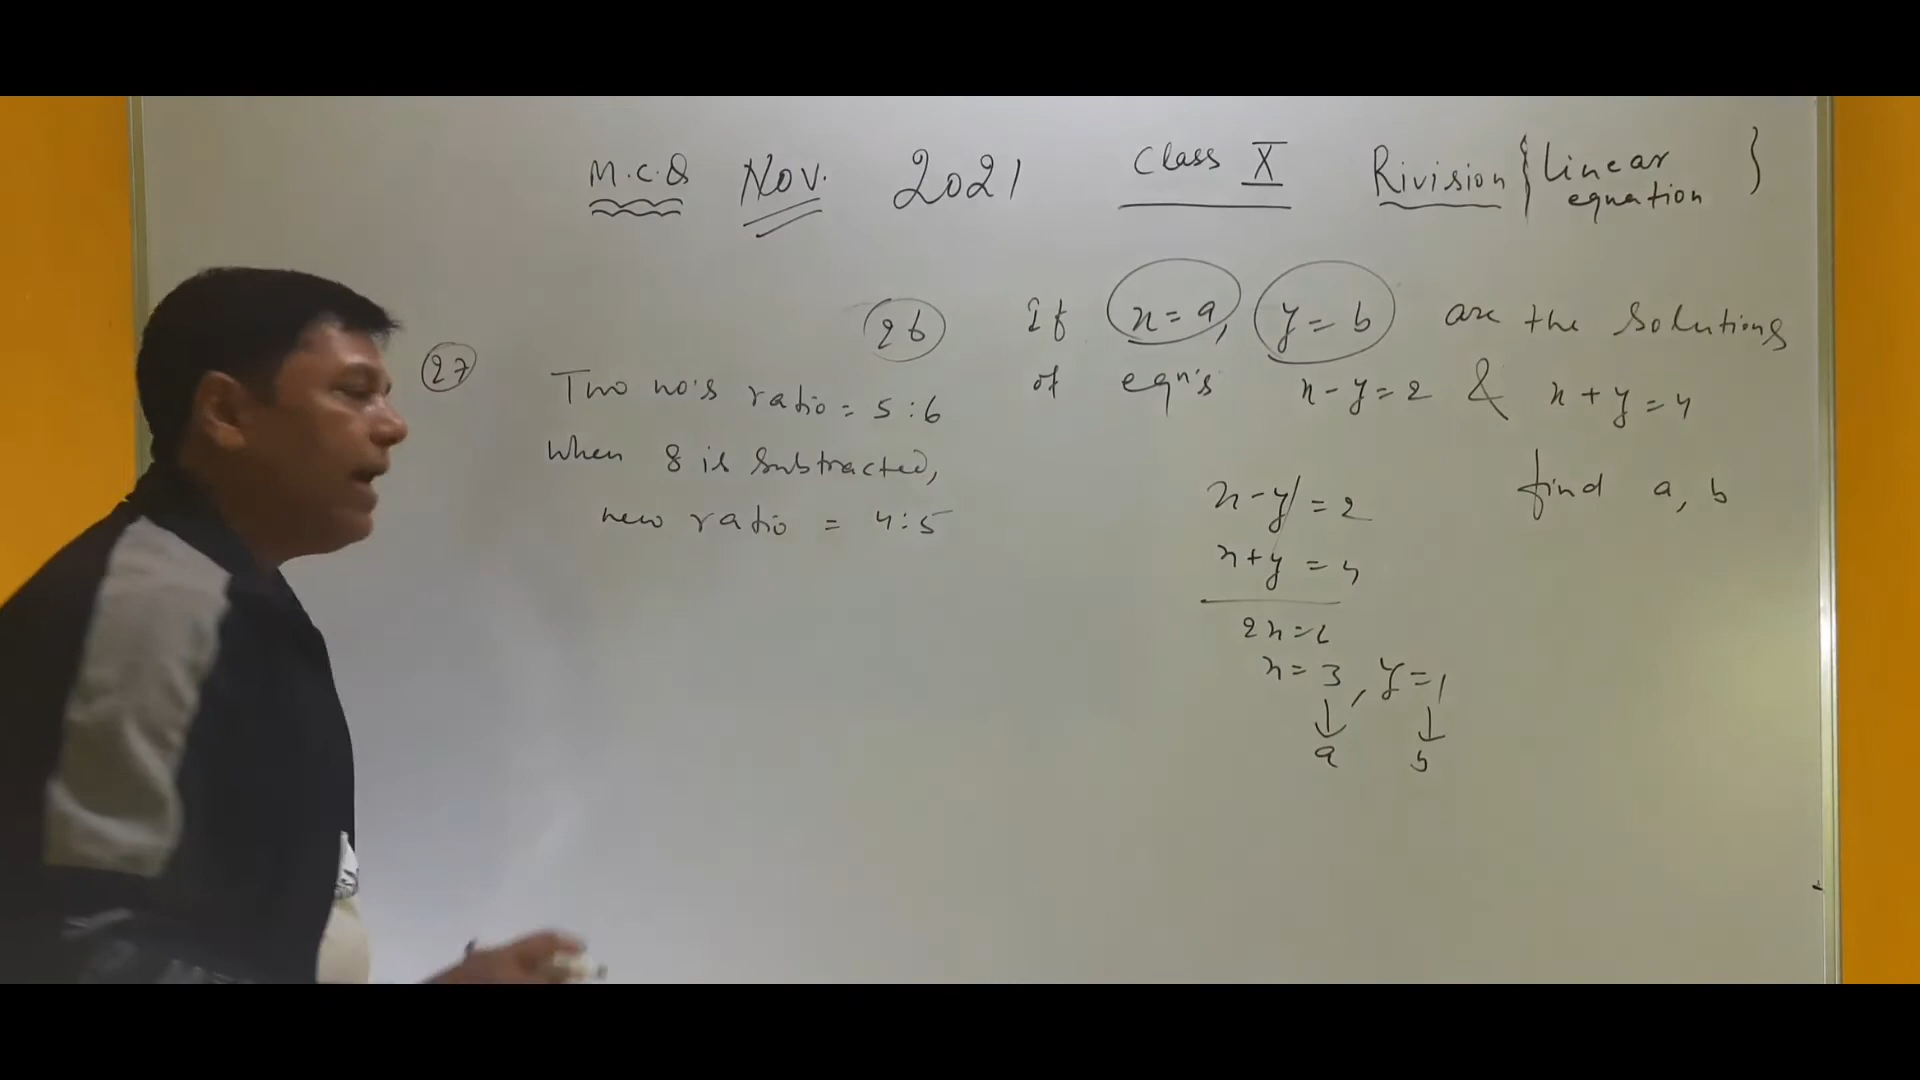 M.C.Q Nov. 2021 Class X Rivision { linear equation }
26 If x=a, y=b are the Solutions
of eqn's x-y=2 & x+y=4
find a, b
x-y=2
x+y=4
2x=6
x=3, y=1
a b
27
Two no's ratio = 5:6
When 8 is Subtracted,
new ratio = 4:5